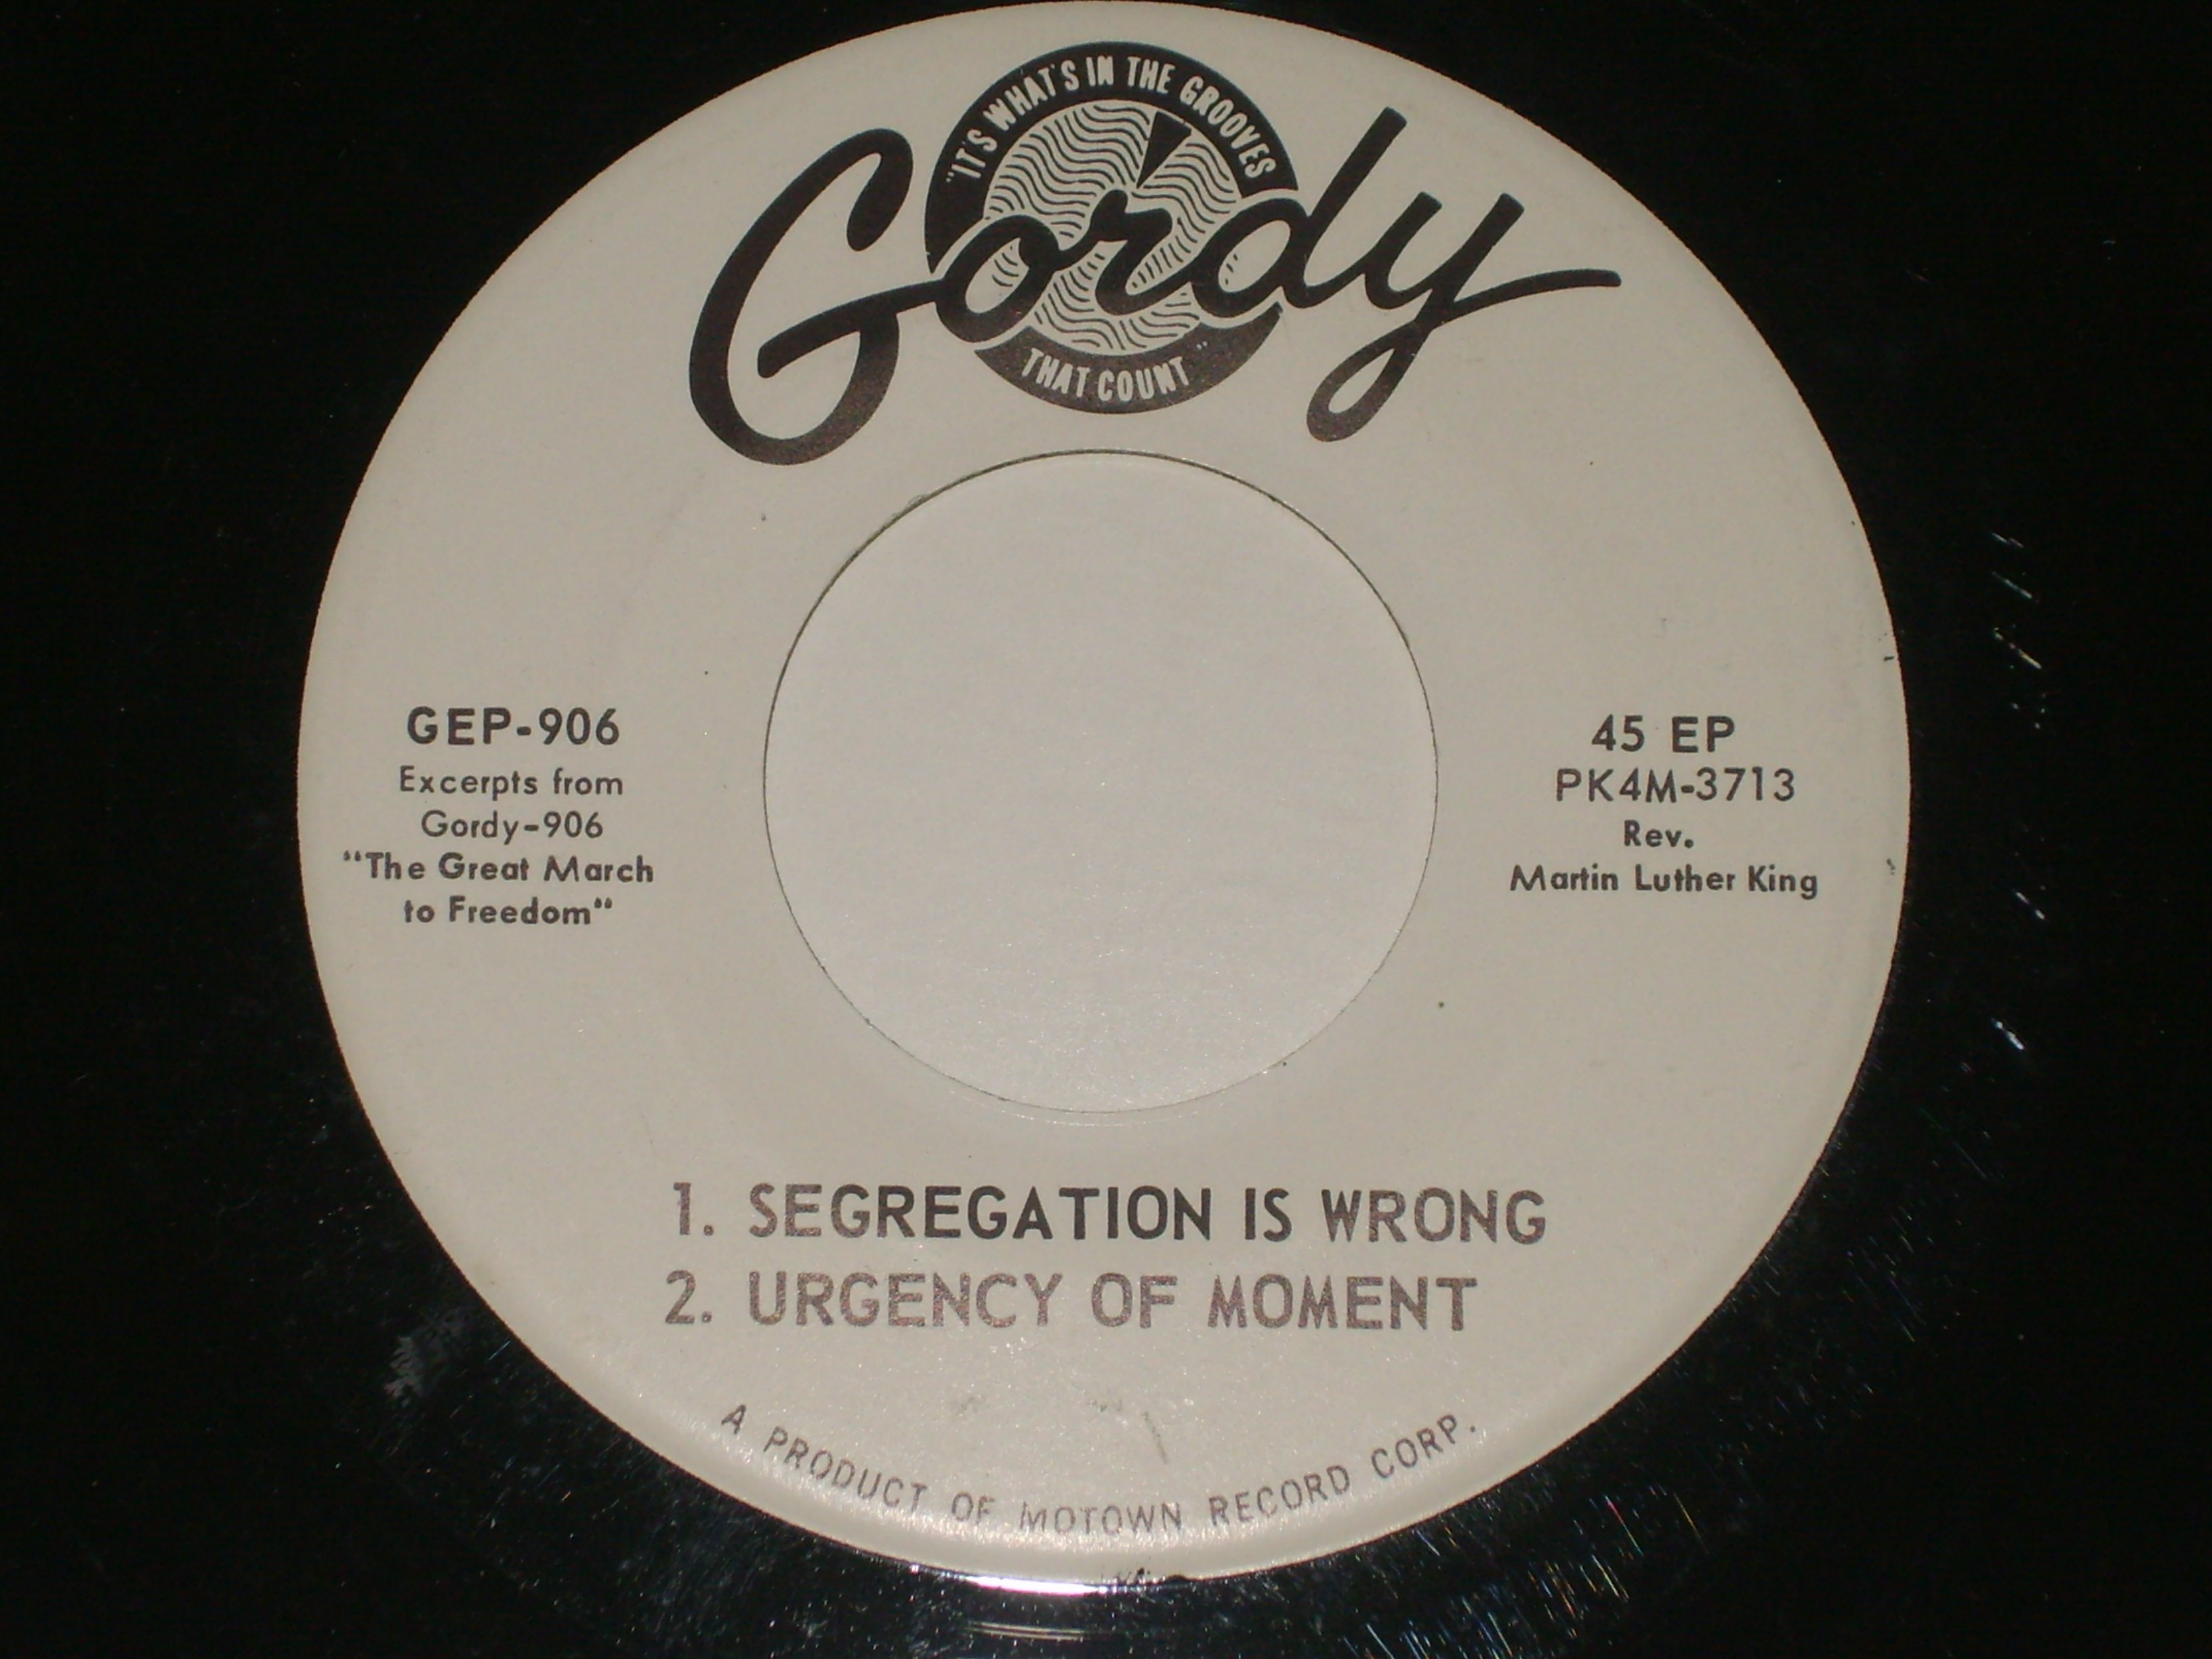 "IT'S WHAT'S IN THE GROOVES
Gordy
THAT COUNT"
GEP-906
Excerpts from
Gordy-906
"The Great March
to Freedom"
45 EP
PK4M-3713
Rev.
Martin Luther King
1. SEGREGATION IS WRONG
2. URGENCY OF MOMENT
A PRODUCT OF MOTOWN RECORD CORP.